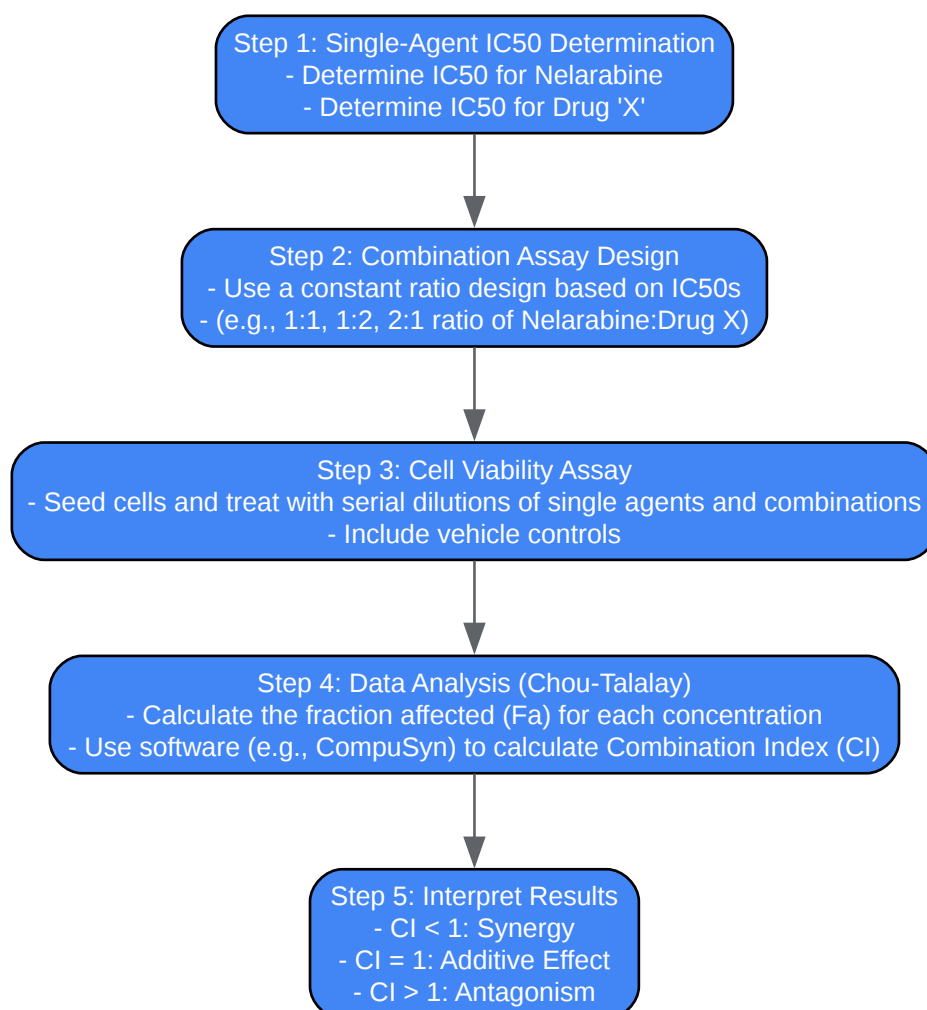 Step 1: Single-Agent IC50 Determination
- Determine IC50 for Nelarabine
- Determine IC50 for Drug 'X'
Step 2: Combination Assay Design
- Use a constant ratio design based on IC50s
- (e.g., 1:1, 1:2, 2:1 ratio of Nelarabine:Drug X)
Step 3: Cell Viability Assay
- Seed cells and treat with serial dilutions of single agents and combinations
- Include vehicle controls
Step 4: Data Analysis (Chou-Talalay)
- Calculate the fraction affected (Fa) for each concentration
- Use software (e.g., CompuSyn) to calculate Combination Index (CI)
Step 5: Interpret Results
- CI < 1: Synergy
- CI = 1: Additive Effect
- CI > 1: Antagonism